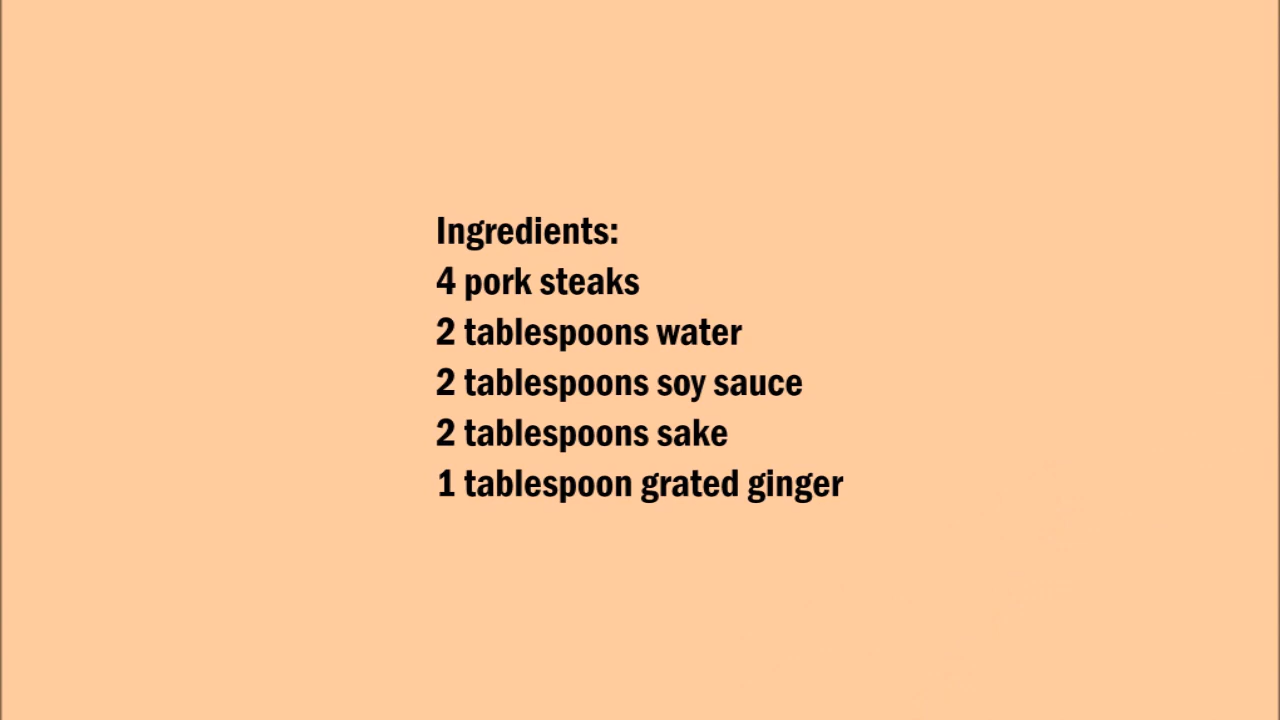 Ingredients:
4 pork steaks
2 tablespoons water
2 tablespoons soy sauce
2 tablespoons sake
1 tablespoon grated ginger